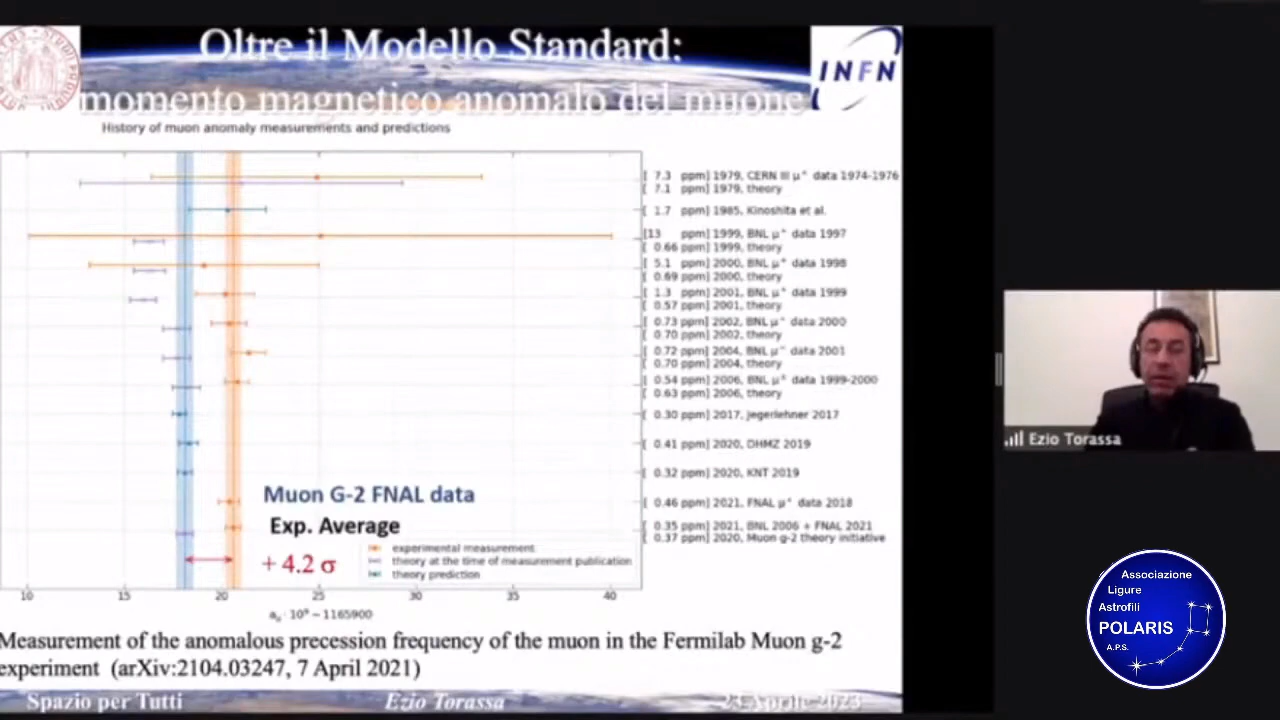 Oltre il Modello Standard:
momento magnetico anomalo del muone
INFN
History of muon anomaly measurements and predictions
[ 7.3 ppm] 1979, CERN III μ⁺ data 1974-1976
[ 7.1 ppm] 1979, theory
[ 1.7 ppm] 1985, Kinoshita et al.
[13 ppm] 1999, BNL μ⁺ data 1997
[ 0.66 ppm] 1999, theory
[ 5.1 ppm] 2000, BNL μ⁺ data 1998
[ 0.69 ppm] 2000, theory
[ 1.3 ppm] 2001, BNL μ⁺ data 1999
[ 0.57 ppm] 2001, theory
[ 0.73 ppm] 2002, BNL μ⁺ data 2000
[ 0.70 ppm] 2002, theory
[ 0.72 ppm] 2004, BNL μ⁻ data 2001
[ 0.70 ppm] 2004, theory
[ 0.54 ppm] 2006, BNL μ± data 1999-2000
[ 0.63 ppm] 2006, theory
[ 0.30 ppm] 2017, Jegerlehner 2017
[ 0.41 ppm] 2020, DHMZ 2019
[ 0.32 ppm] 2020, KNT 2019
[ 0.46 ppm] 2021, FNAL μ⁺ data 2018
[ 0.35 ppm] 2021, BNL 2006 + FNAL 2021
[ 0.37 ppm] 2020, Muon g-2 theory initiative
Muon G-2 FNAL data
Exp. Average
+ 4.2 σ
experimental measurement
theory at the time of measurement publication
theory prediction
10 15 20 25 30 35 40
aμ · 10⁹ − 1165900
Measurement of the anomalous precession frequency of the muon in the Fermilab Muon g-2
experiment (arXiv:2104.03247, 7 April 2021)
Spazio per Tutti Ezio Torassa 23 Aprile 2023
Ezio Torassa
Associazione
Ligure
Astrofili
POLARIS
A.P.S.